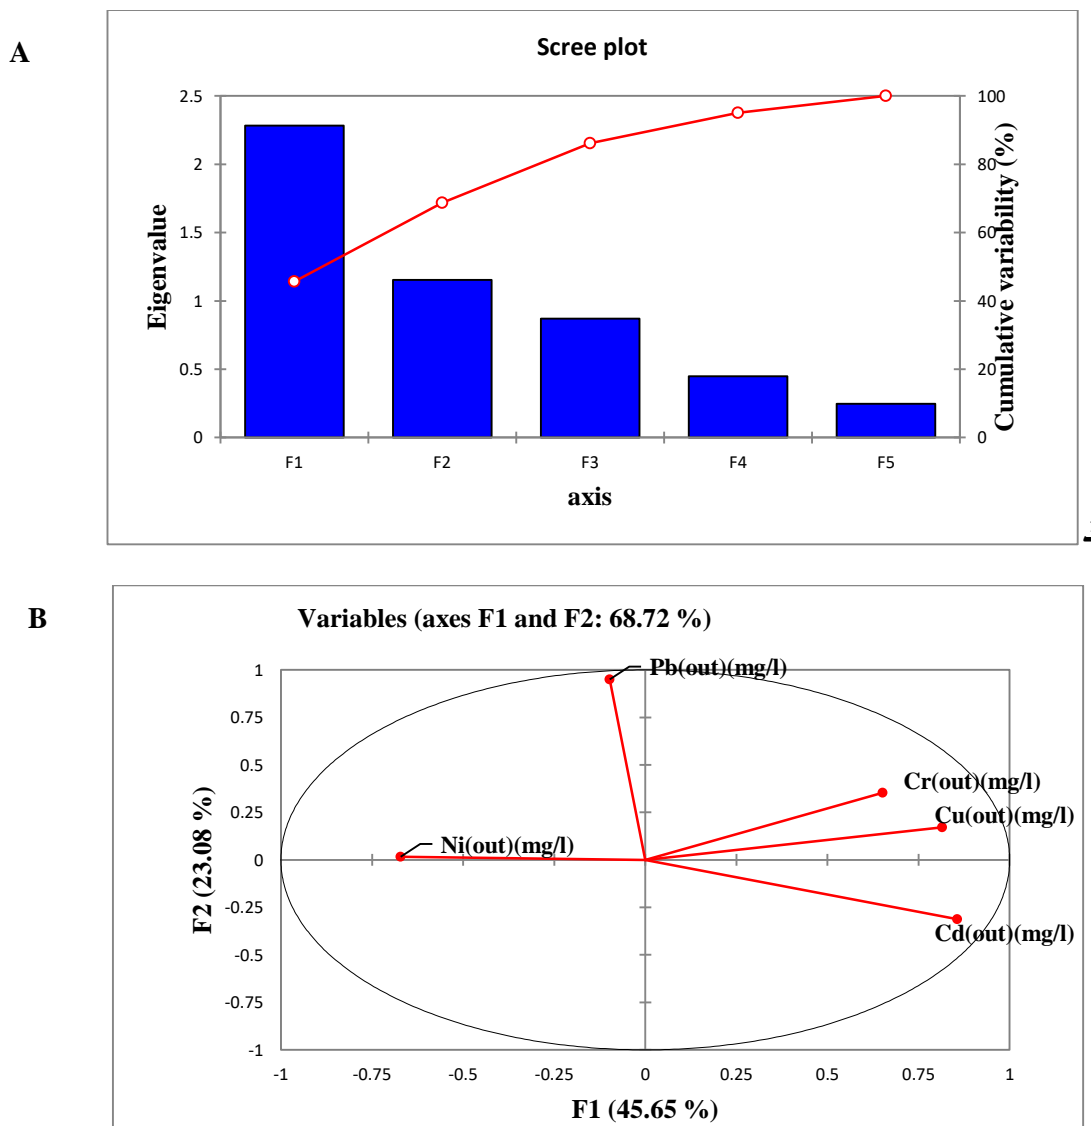 A
Scree plot
2.5
2
1.5
1
0.5
0
Eigenvalue
100
80
60
40
20
0
Cumulative variability (%)
F1 F2 F3 F4 F5
axis
B
Variables (axes F1 and F2: 68.72 %)
Pb(out)(mg/l)
Cr(out)(mg/l)
Cu(out)(mg/l)
Ni(out)(mg/l)
Cd(out)(mg/l)
1
0.75
0.5
0.25
0
-0.25
-0.5
-0.75
-1
F2 (23.08 %)
-1 -0.75 -0.5 -0.25 0 0.25 0.5 0.75 1
F1 (45.65 %)